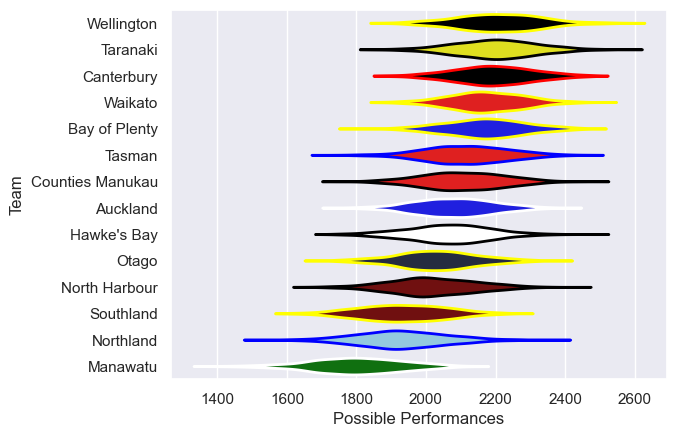 Wellington
Taranaki
Canterbury
Waikato
Bay of Plenty
Tasman
Counties Manukau
Auckland
Hawke's Bay
Otago
North Harbour
Southland
Northland
Manawatu
Team
1400 1600 1800 2000 2200 2400 2600
Possible Performances